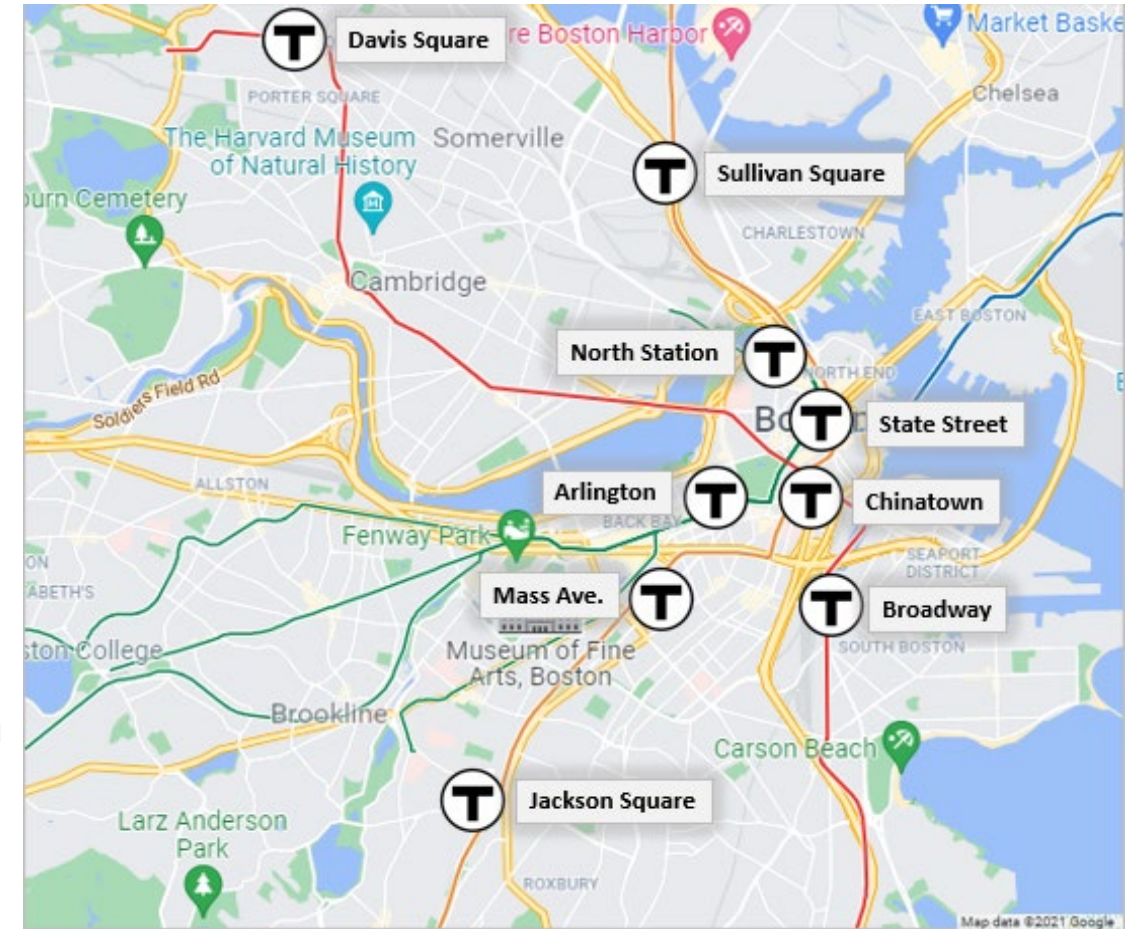 Davis Square
re Boston Harbor
Market Baske
PORTER SQUARE
Chelsea
The Harvard Museum
of Natural History
Somerville
T
Sullivan Square
burn Cemetery
CHARLESTOWN
Cambridge
EAST BOSTON
North Station
T
NORTH END
Soldiers Field Rd
T
State Street
ALLSTON
Arlington
T
T
Chinatown
BACK BAY
Fenway Park
ON
SEAPORT
DISTRICT
ABETH'S
Mass Ave.
T
T
Broadway
ston College
Museum of Fine
Arts, Boston
SOUTH BOSTON
Brookline
Carson Beach
T
Jackson Square
Larz Anderson
Park
ROXBURY
Map data ©2021 Google